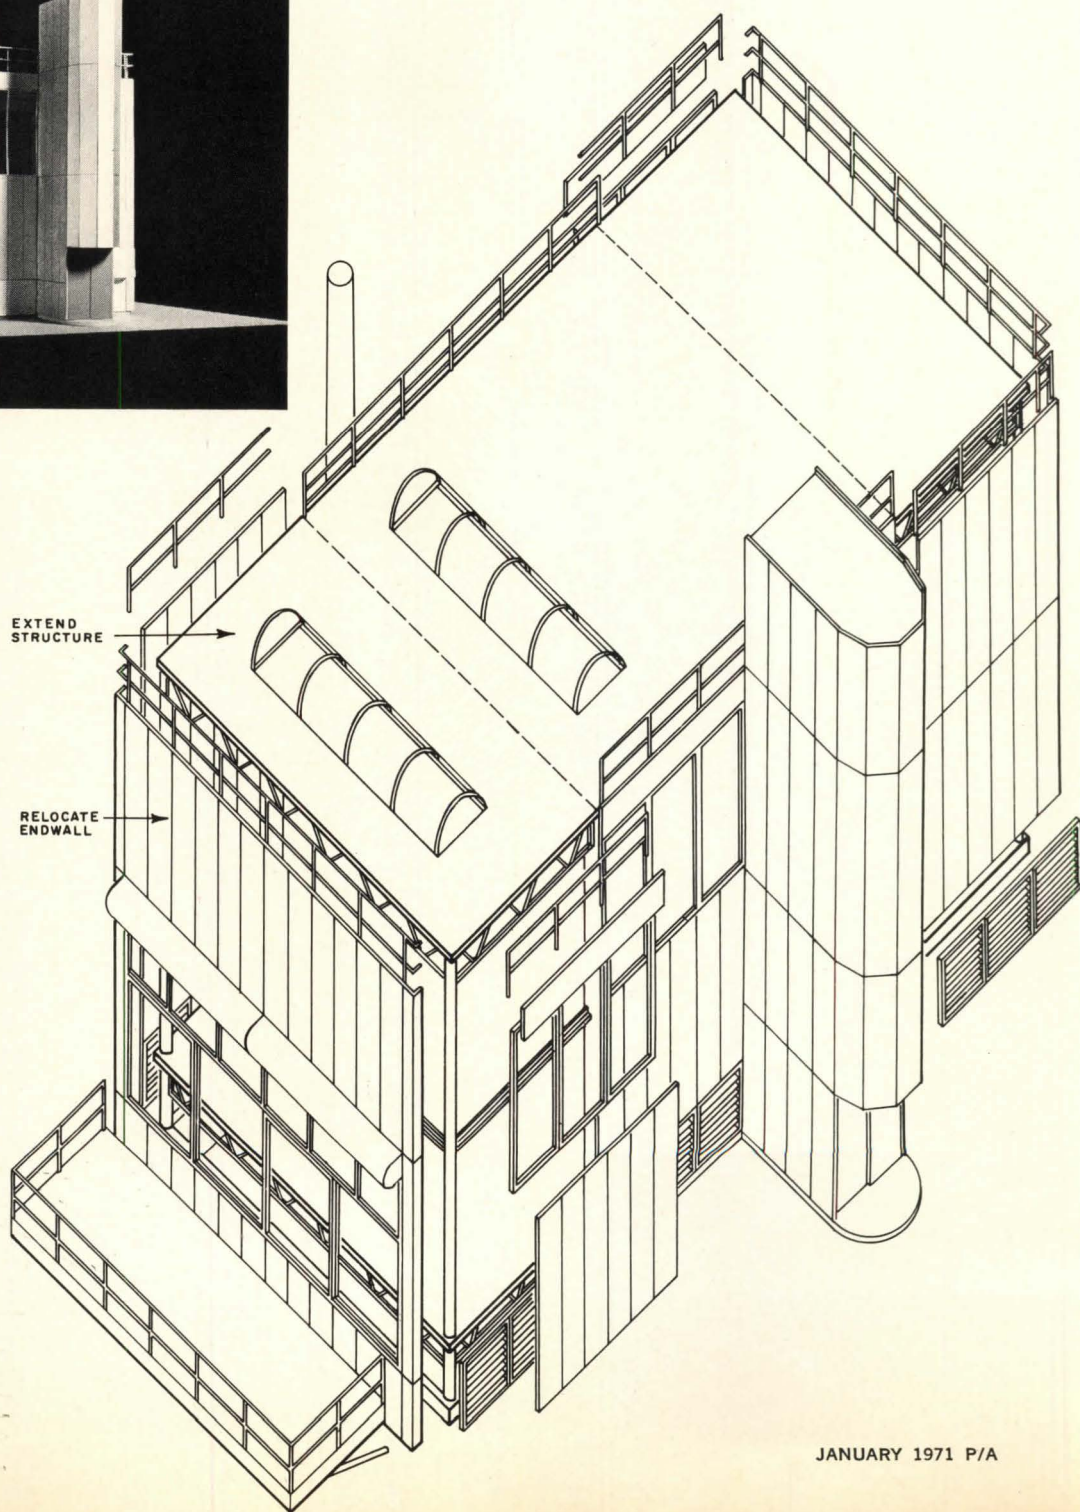 EXTEND
STRUCTURE
RELOCATE
ENDWALL
JANUARY 1971 P/A